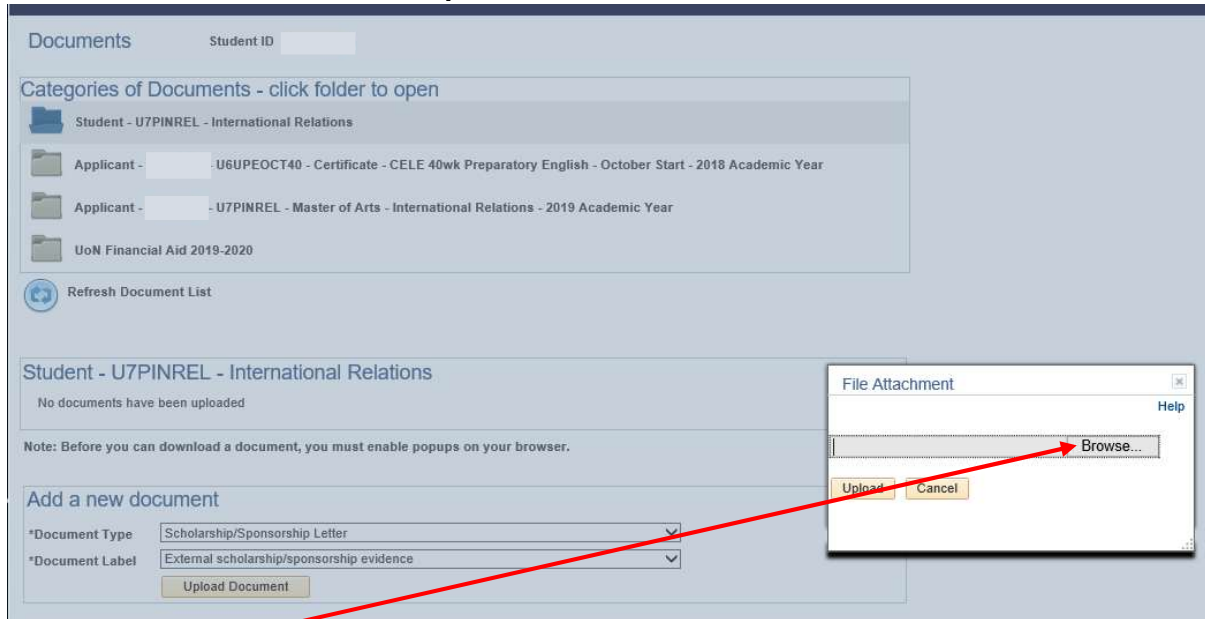 Documents Student ID
Categories of Documents - click folder to open
Student - U7PINREL - International Relations
Applicant - - U6UPEOCT40 - Certificate - CELE 40wk Preparatory English - October Start - 2018 Academic Year
Applicant - - U7PINREL - Master of Arts - International Relations - 2019 Academic Year
UoN Financial Aid 2019-2020
Refresh Document List
Student - U7PINREL - International Relations
No documents have been uploaded
Note: Before you can download a document, you must enable popups on your browser.
Add a new document
*Document Type Scholarship/Sponsorship Letter
*Document Label External scholarship/sponsorship evidence
Upload Document
File Attachment
Help
Browse...
Upload Cancel